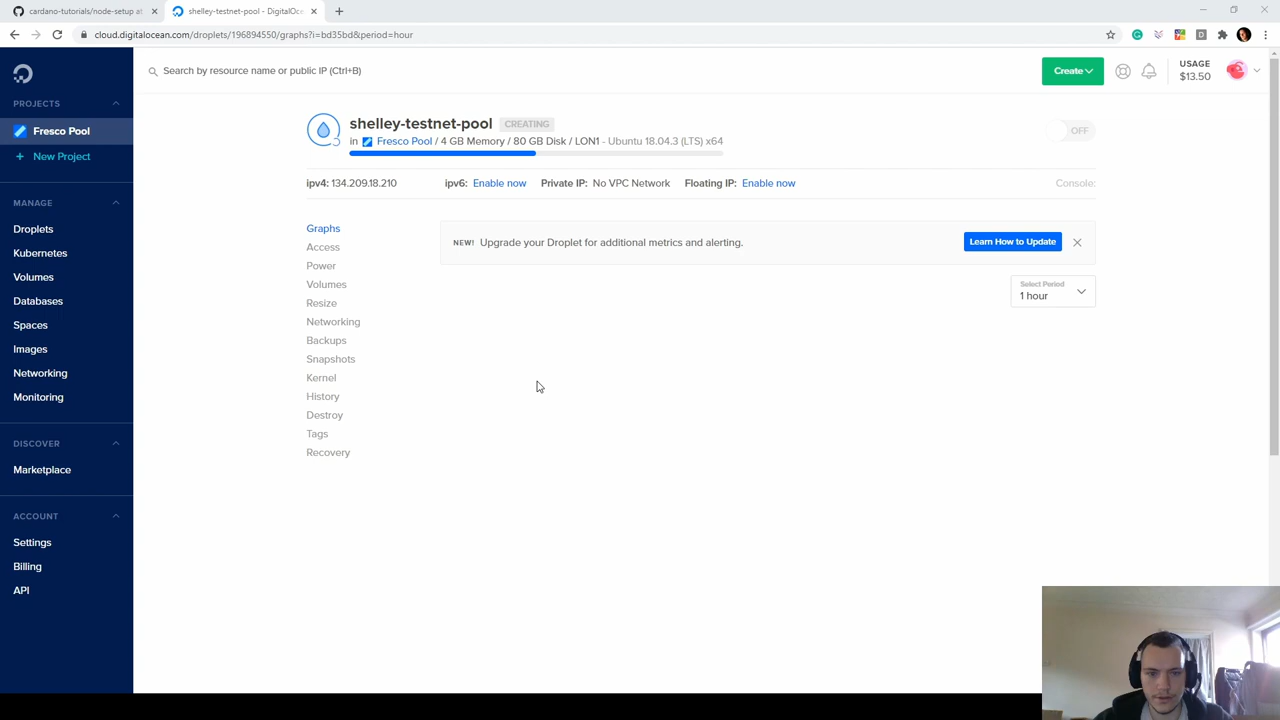 cardano-tutorials/node-setup at
shelley-testnet-pool - DigitalOcea
cloud.digitalocean.com/droplets/196894550/graphs?i=bd35bd&period=hour
Search by resource name or public IP (Ctrl+B)
Create
USAGE
$13.50
PROJECTS
Fresco Pool
+ New Project
MANAGE
Droplets
Kubernetes
Volumes
Databases
Spaces
Images
Networking
Monitoring
DISCOVER
Marketplace
ACCOUNT
Settings
Billing
API
shelley-testnet-pool CREATING
in Fresco Pool / 4 GB Memory / 80 GB Disk / LON1 - Ubuntu 18.04.3 (LTS) x64
OFF
ipv4: 134.209.18.210 ipv6: Enable now Private IP: No VPC Network Floating IP: Enable now Console:
Graphs
Access
Power
Volumes
Resize
Networking
Backups
Snapshots
Kernel
History
Destroy
Tags
Recovery
NEW! Upgrade your Droplet for additional metrics and alerting. Learn How to Update
Select Period
1 hour